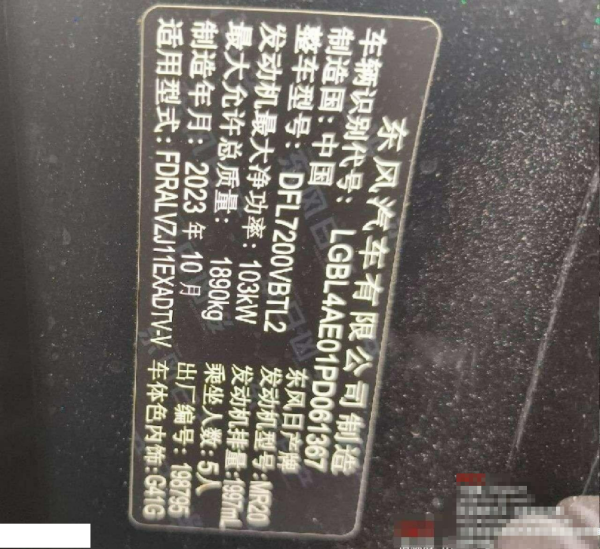 东风汽车有限公司制造
车辆识别代号: LGBL4AE01PD061367
制造国: 中国 东风日产牌
整车型号: DFL7200VBTL2 发动机型号: MR20
发动机最大净功率: 103kW 发动机排量: 1997mL
最大允许总质量: 1890kg 乘坐人数: 5人
制造年月: 2023 年 10 月 出厂编号: 198795
适用型式: FDRALVZJ11EXADTV-V 车体色内饰: G41G